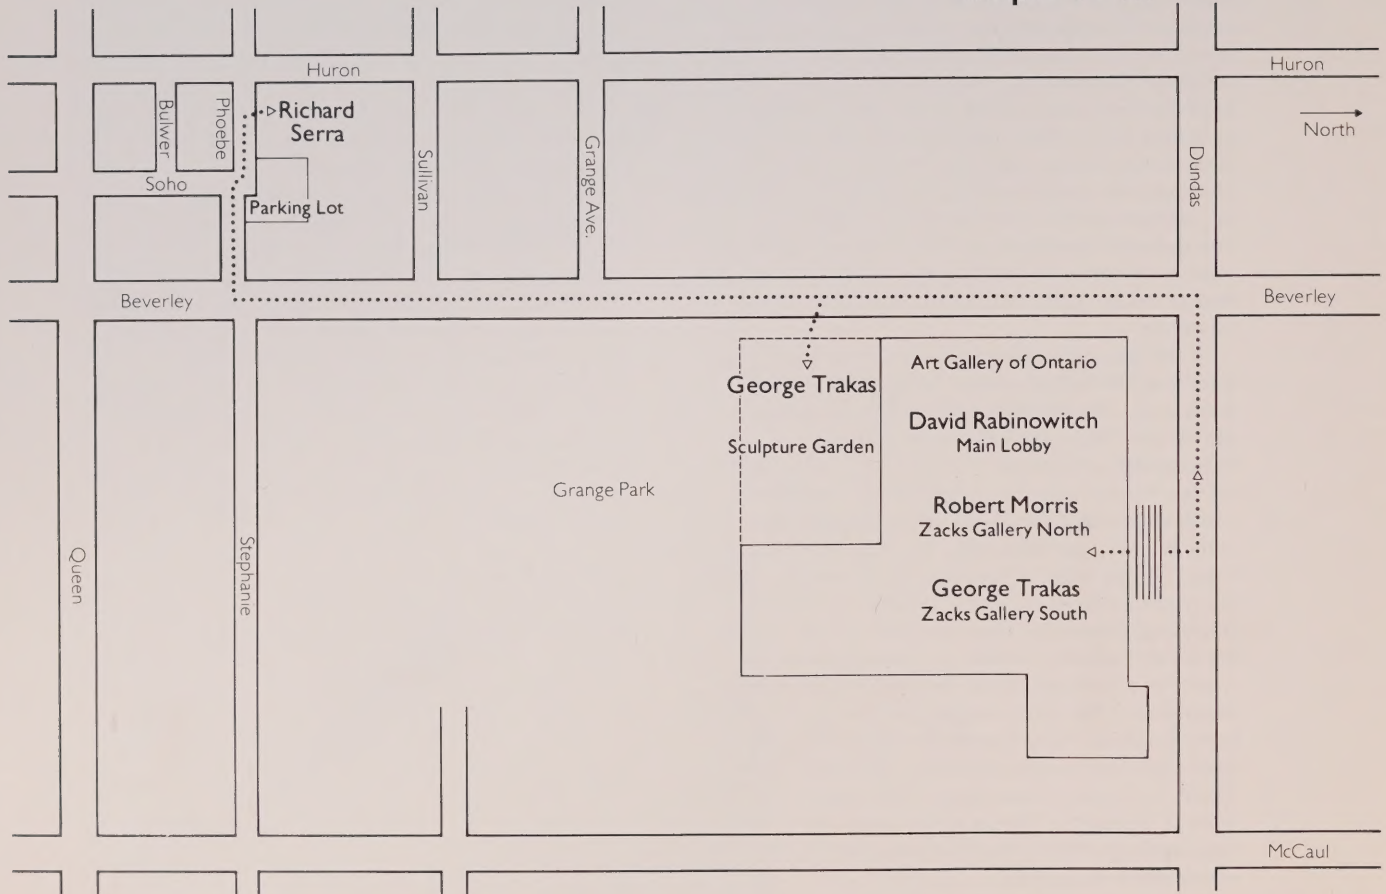 Huron
Huron
Bulwer
Phoebe
Richard
Serra
North
Sullivan
Grange Ave.
Dundas
Soho
Parking Lot
Beverley
Beverley
Art Gallery of Ontario
George Trakas
David Rabinowitch
Main Lobby
Sculpture Garden
Grange Park
Robert Morris
Zacks Gallery North
Queen
Stephanie
George Trakas
Zacks Gallery South
McCaul